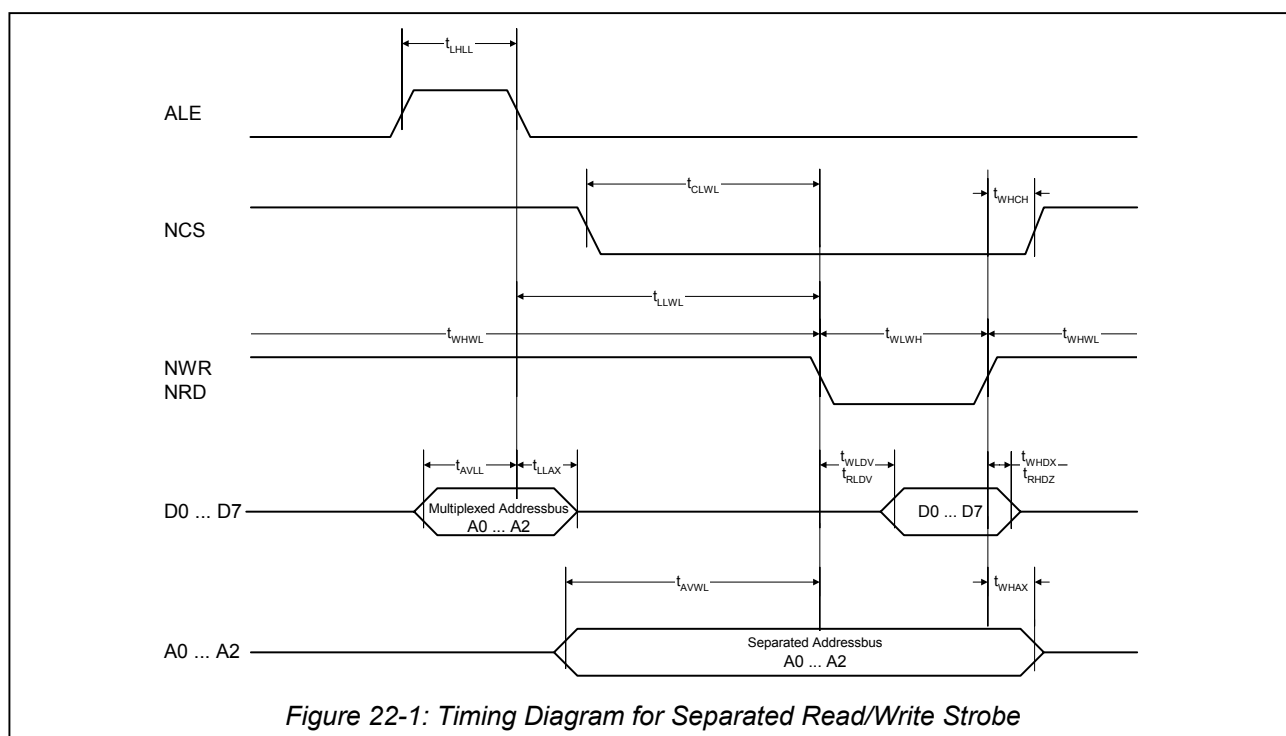 tLHLL
ALE
tCLWL
tWHCH
NCS
tLLWL
tWHWL
tWLWH
tWHWL
NWR
NRD
tAVLL
tLLAX
tWLDV
tRLDV
tWHDX
tRHDZ
D0 ... D7
Multiplexed Addressbus
A0 ... A2
D0 ... D7
tAVWL
tWHAX
A0 ... A2
Separated Addressbus
A0 ... A2
Figure 22-1: Timing Diagram for Separated Read/Write Strobe